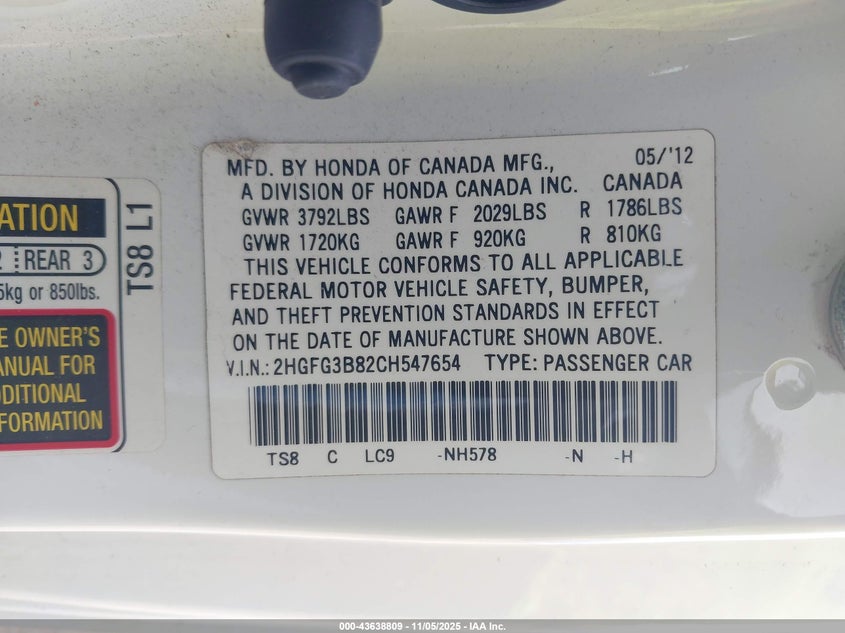 MFD. BY HONDA OF CANADA MFG., 05/'12
A DIVISION OF HONDA CANADA INC. CANADA
GVWR 3792LBS GAWR F 2029LBS R 1786LBS
GVWR 1720KG GAWR F 920KG R 810KG
THIS VEHICLE CONFORMS TO ALL APPLICABLE
FEDERAL MOTOR VEHICLE SAFETY, BUMPER,
AND THEFT PREVENTION STANDARDS IN EFFECT
ON THE DATE OF MANUFACTURE SHOWN ABOVE.
V.I.N.: 2HGFG3B82CH547654 TYPE: PASSENGER CAR
TS8 C LC9 -NH578 -N -H
ATION
2 REAR 3
5kg or 850lbs.
E OWNER'S
ANUAL FOR
DDITIONAL
FORMATION
TS8 L1
000-43638809 - 11/05/2025 - IAA Inc.